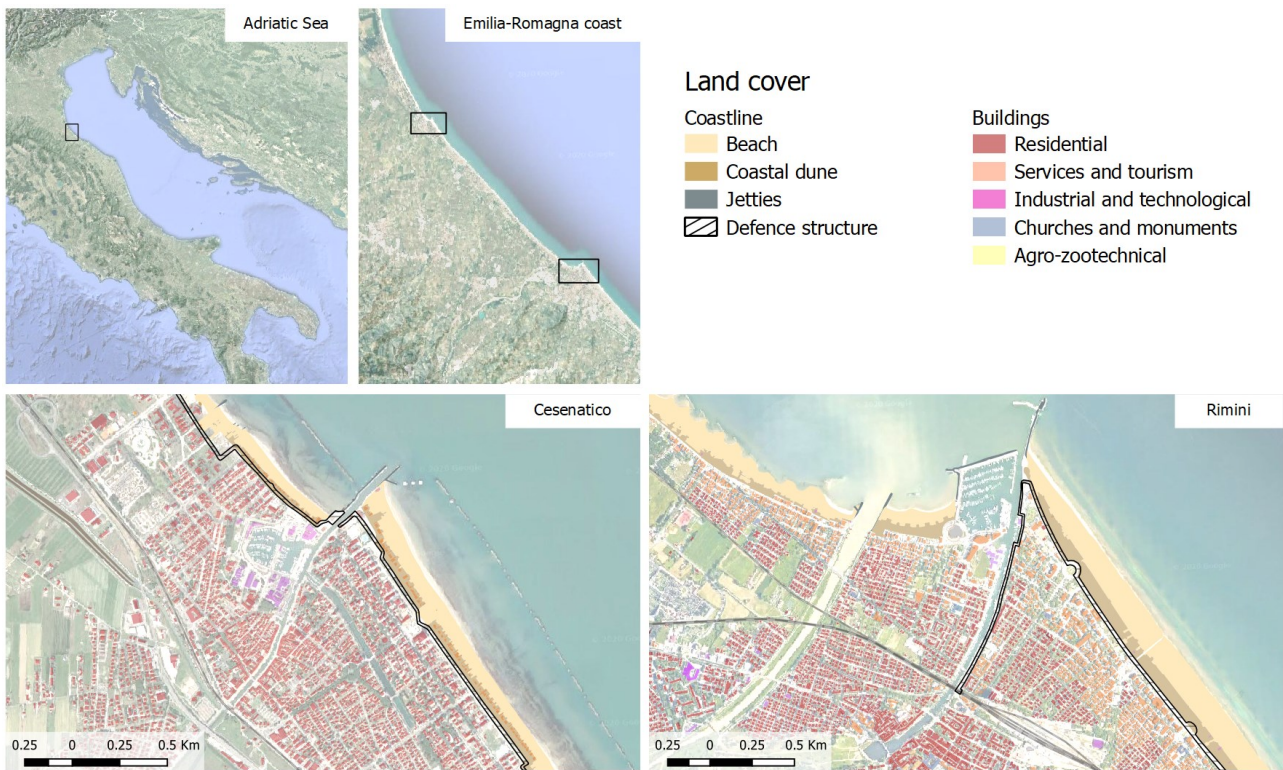 Adriatic Sea
Emilia-Romagna coast
Land cover
Coastline
Beach
Coastal dune
Jetties
Defence structure
Buildings
Residential
Services and tourism
Industrial and technological
Churches and monuments
Agro-zootechnical
Cesenatico
0.25 0 0.25 0.5 Km
Rimini
0.25 0 0.25 0.5 Km